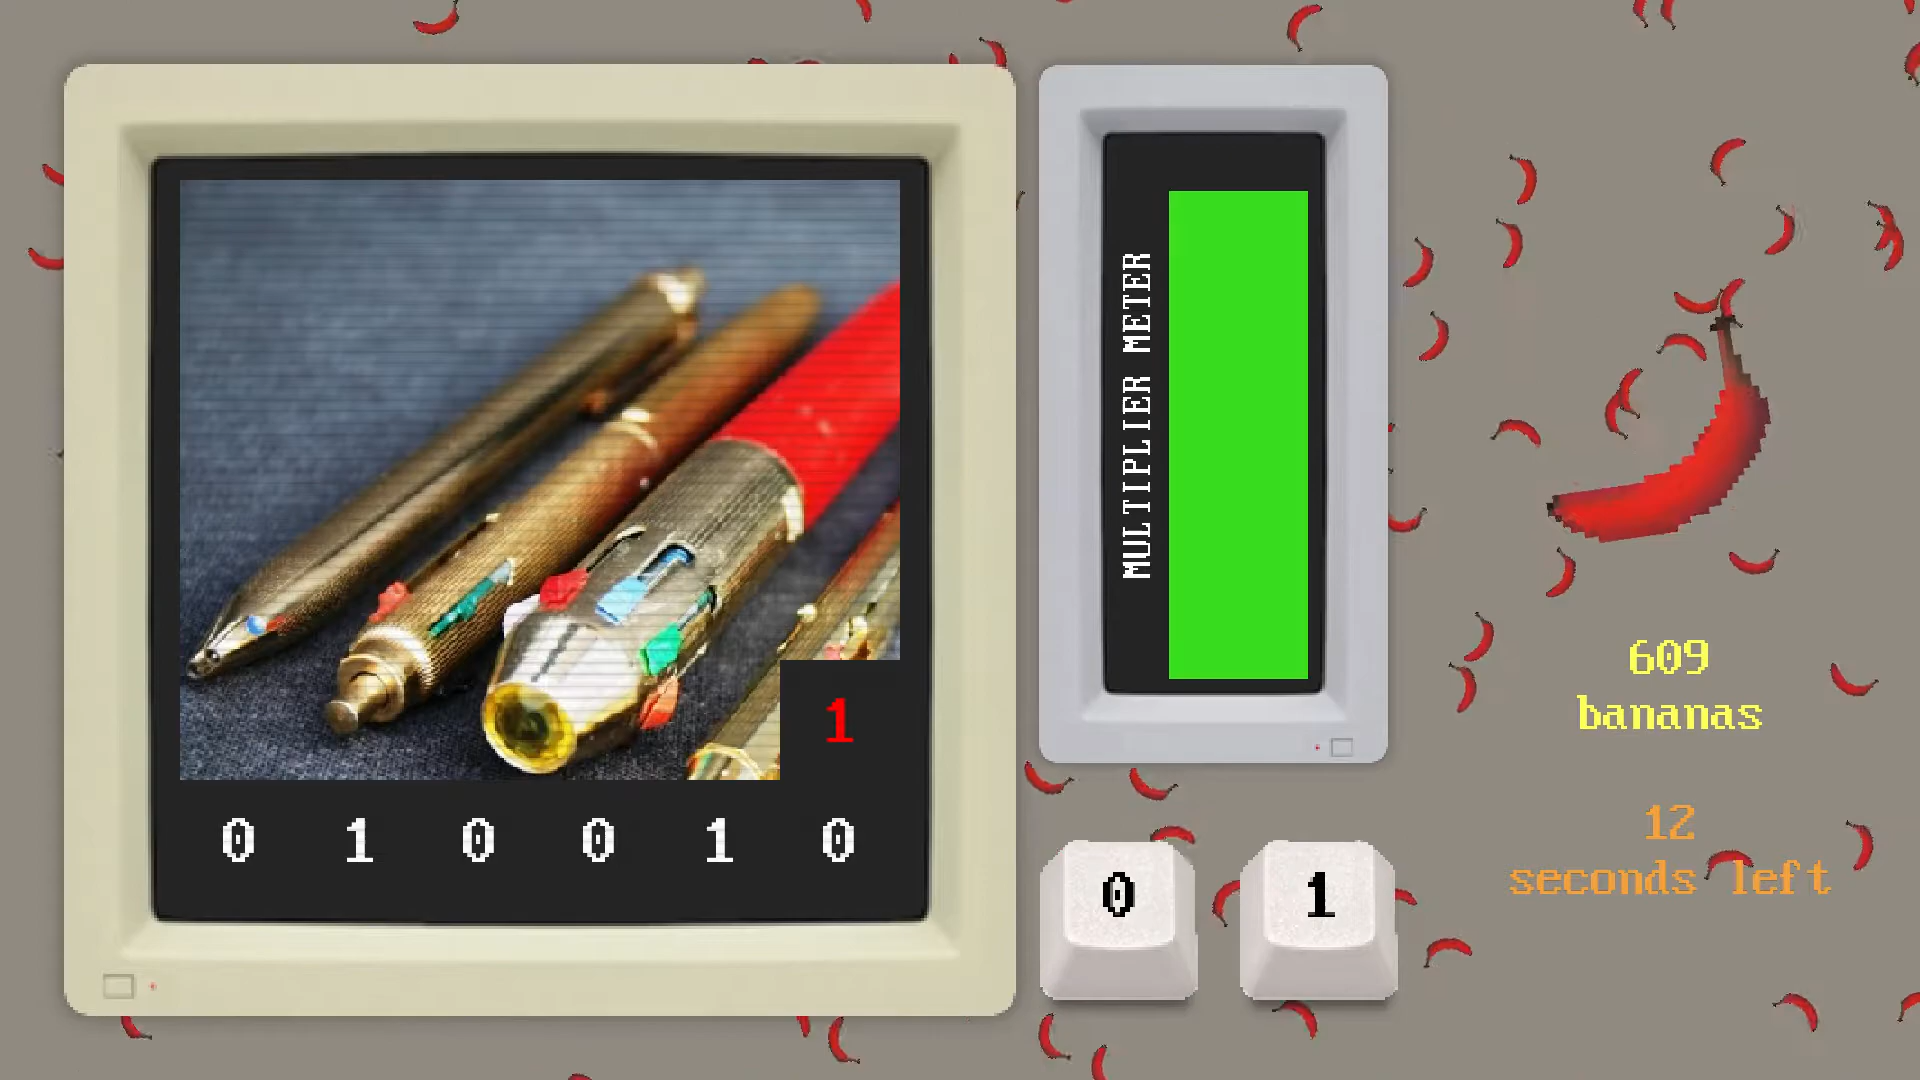 MULTIPLIER METER
1
0 1 0 0 1 0
0 1
609
bananas
12
seconds left